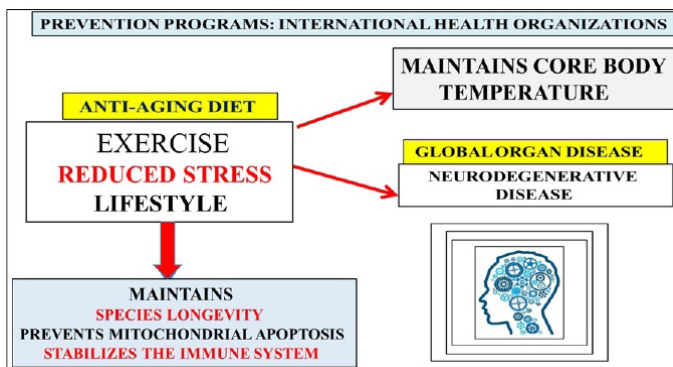 PREVENTION PROGRAMS: INTERNATIONAL HEALTH ORGANIZATIONS
ANTI-AGING DIET
EXERCISE
REDUCED STRESS
LIFESTYLE
MAINTAINS CORE BODY
TEMPERATURE
GLOBAL ORGAN DISEASE
NEURODEGENERATIVE
DISEASE
MAINTAINS
SPECIES LONGEVITY
PREVENTS MITOCHONDRIAL APOPTOSIS
STABILIZES THE IMMUNE SYSTEM